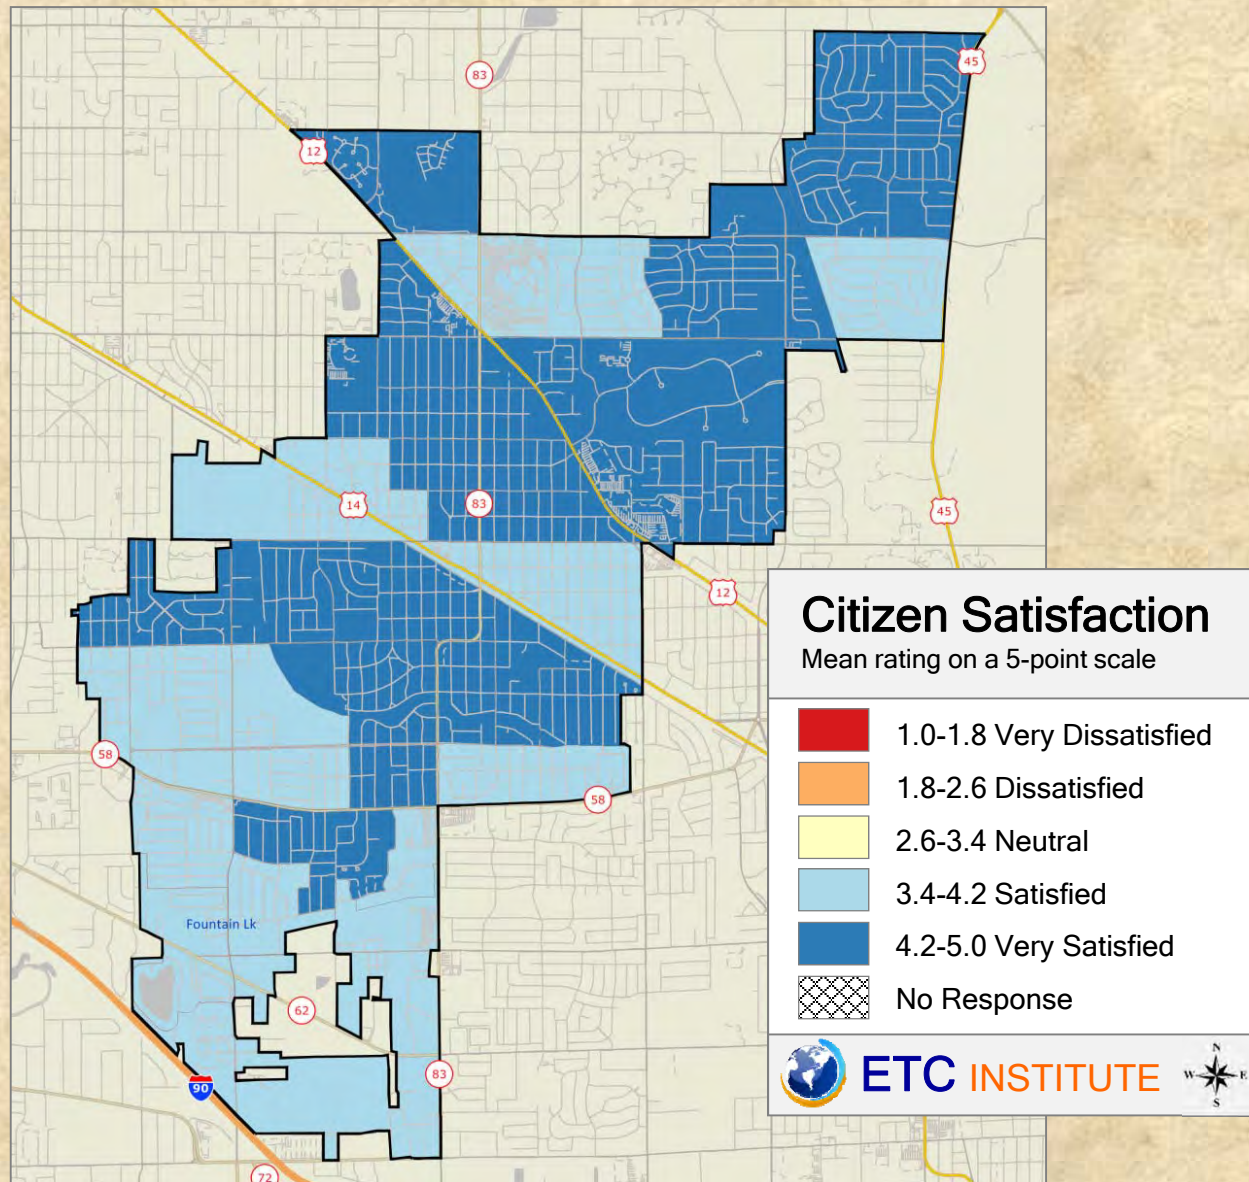 83
45
12
14
83
45
12
58
58
Fountain Lk
62
83
90
72
Citizen Satisfaction
Mean rating on a 5-point scale
1.0-1.8 Very Dissatisfied
1.8-2.6 Dissatisfied
2.6-3.4 Neutral
3.4-4.2 Satisfied
4.2-5.0 Very Satisfied
No Response
ETC INSTITUTE
N
W E
S